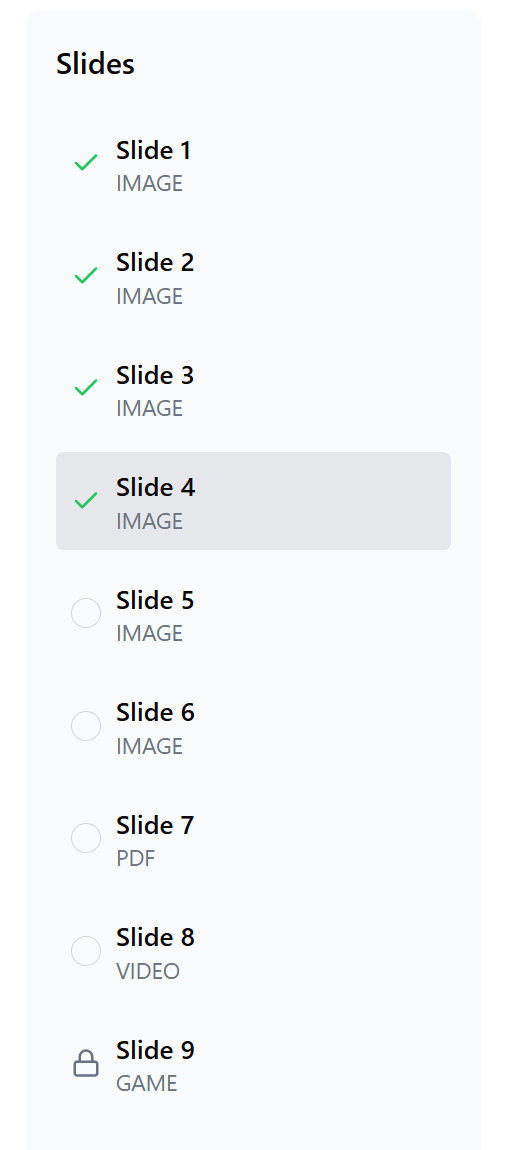 Slides
Slide 1
IMAGE
Slide 2
IMAGE
Slide 3
IMAGE
Slide 4
IMAGE
Slide 5
IMAGE
Slide 6
IMAGE
Slide 7
PDF
Slide 8
VIDEO
Slide 9
GAME